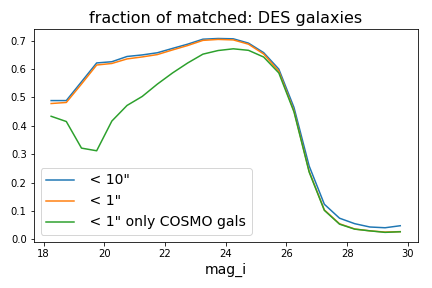 fraction of matched: DES galaxies
0.7
0.6
0.5
0.4
0.3
0.2
0.1
0.0
< 10"
< 1"
< 1" only COSMO gals
18 20 22 24 26 28 30
mag_i